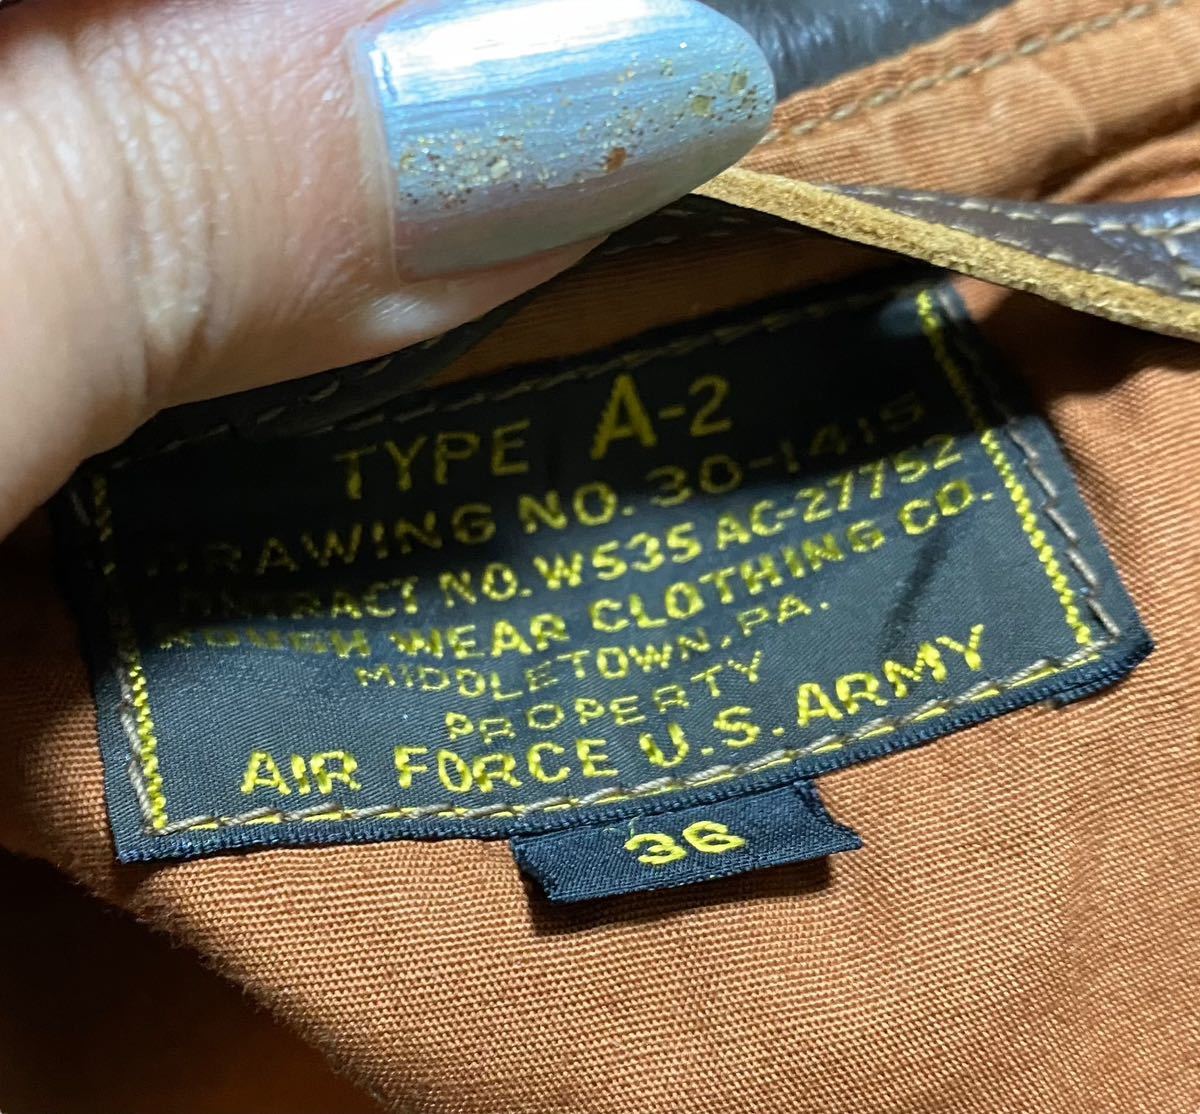 TYPE A-2
DRAWING NO. 30-1415
CONTRACT NO. W535 AC-27752
ROUGH WEAR CLOTHING CO.
MIDDLETOWN, PA.
PROPERTY
AIR FORCE U.S. ARMY
36